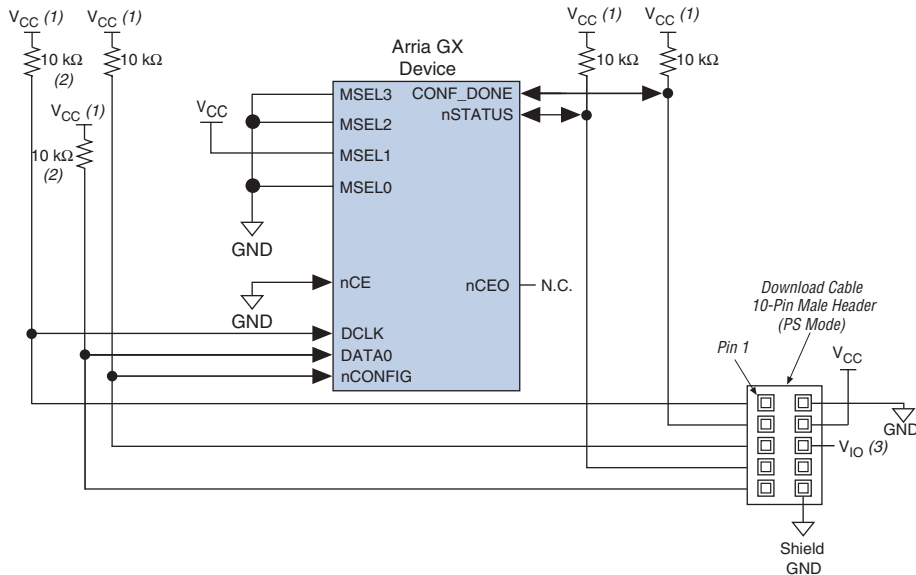 VCC (1)
VCC (1)
VCC (1)
VCC (1)
10 kΩ
(2)
10 kΩ
10 kΩ
10 kΩ
VCC (1)
10 kΩ
(2)
Arria GX
Device
VCC
MSEL3
MSEL2
MSEL1
MSEL0
CONF_DONE
nSTATUS
GND
nCE
GND
nCEO
N.C.
DCLK
DATA0
nCONFIG
Download Cable
10-Pin Male Header
(PS Mode)
Pin 1
VCC
GND
VIO (3)
Shield
GND